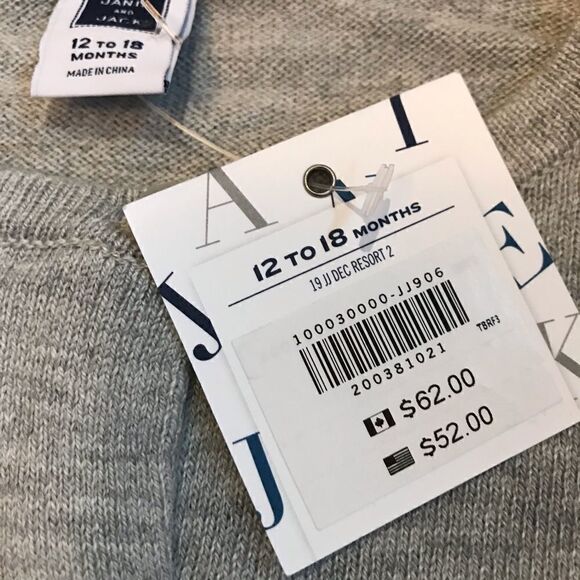 JANI
AND
JACK
12 TO 18
MONTHS
MADE IN CHINA
12 TO 18 MONTHS
19 JJ DEC RESORT 2
100030000-JJ906
200381021
TBRF3
$62.00
$52.00
A
I
Y
E
J
K